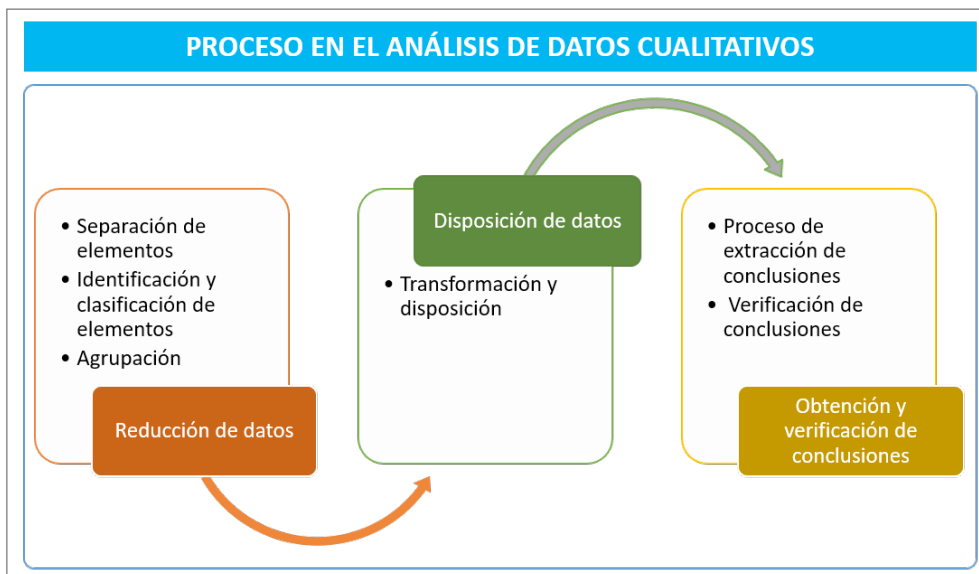 PROCESO EN EL ANÁLISIS DE DATOS CUALITATIVOS
• Separación de
elementos
• Identificación y
clasificación de
elementos
• Agrupación
Reducción de datos
Disposición de datos
• Transformación y
disposición
• Proceso de
extracción de
conclusiones
• Verificación de
conclusiones
Obtención y
verificación de
conclusiones